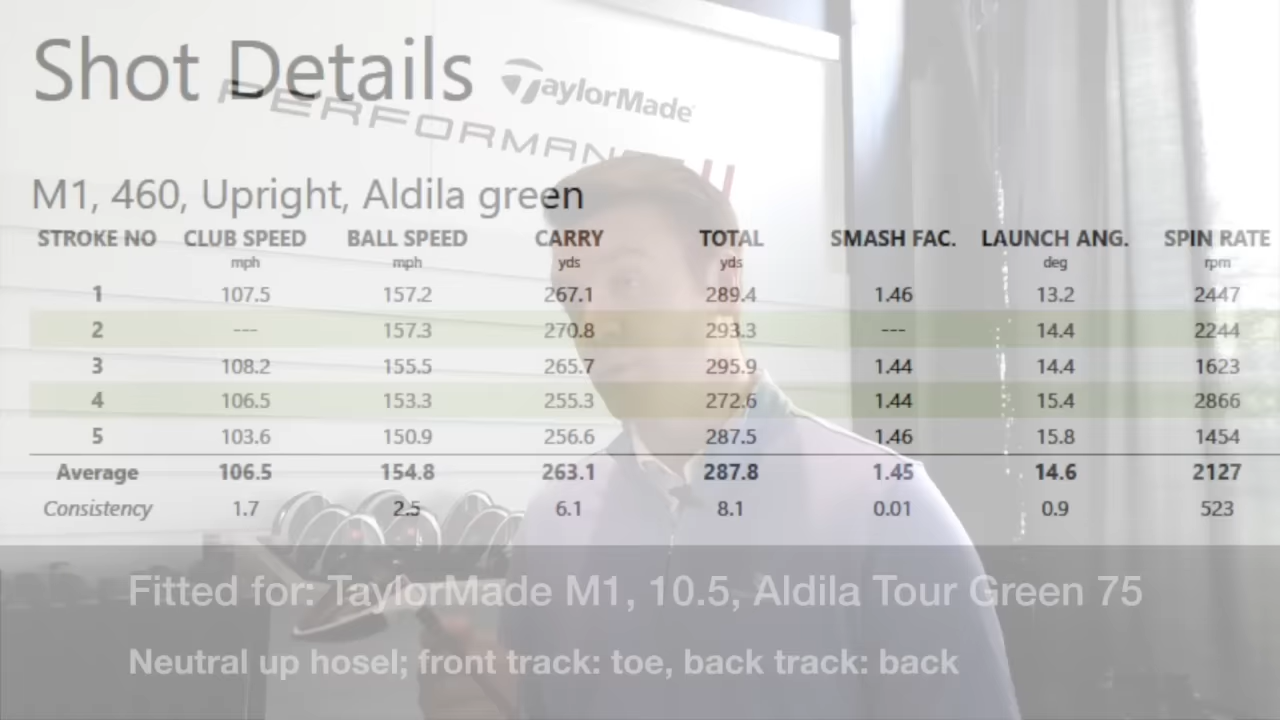 Shot Details
TaylorMade
PERFORMANCE
M1, 460, Upright, Aldila green
STROKE NO CLUB SPEED BALL SPEED CARRY TOTAL SMASH FAC. LAUNCH ANG. SPIN RATE
mph mph yds yds deg rpm
1 107.5 157.2 267.1 289.4 1.46 13.2 2447
2 --- 157.3 270.8 293.3 --- 14.4 2244
3 108.2 155.5 265.7 295.9 1.44 14.4 1623
4 106.5 153.3 255.3 272.6 1.44 15.4 2866
5 103.6 150.9 256.6 287.5 1.46 15.8 1454
Average 106.5 154.8 263.1 287.8 1.45 14.6 2127
Consistency 1.7 2.5 6.1 8.1 0.01 0.9 523
Fitted for: TaylorMade M1, 10.5, Aldila Tour Green 75
Neutral up hosel; front track: toe, back track: back